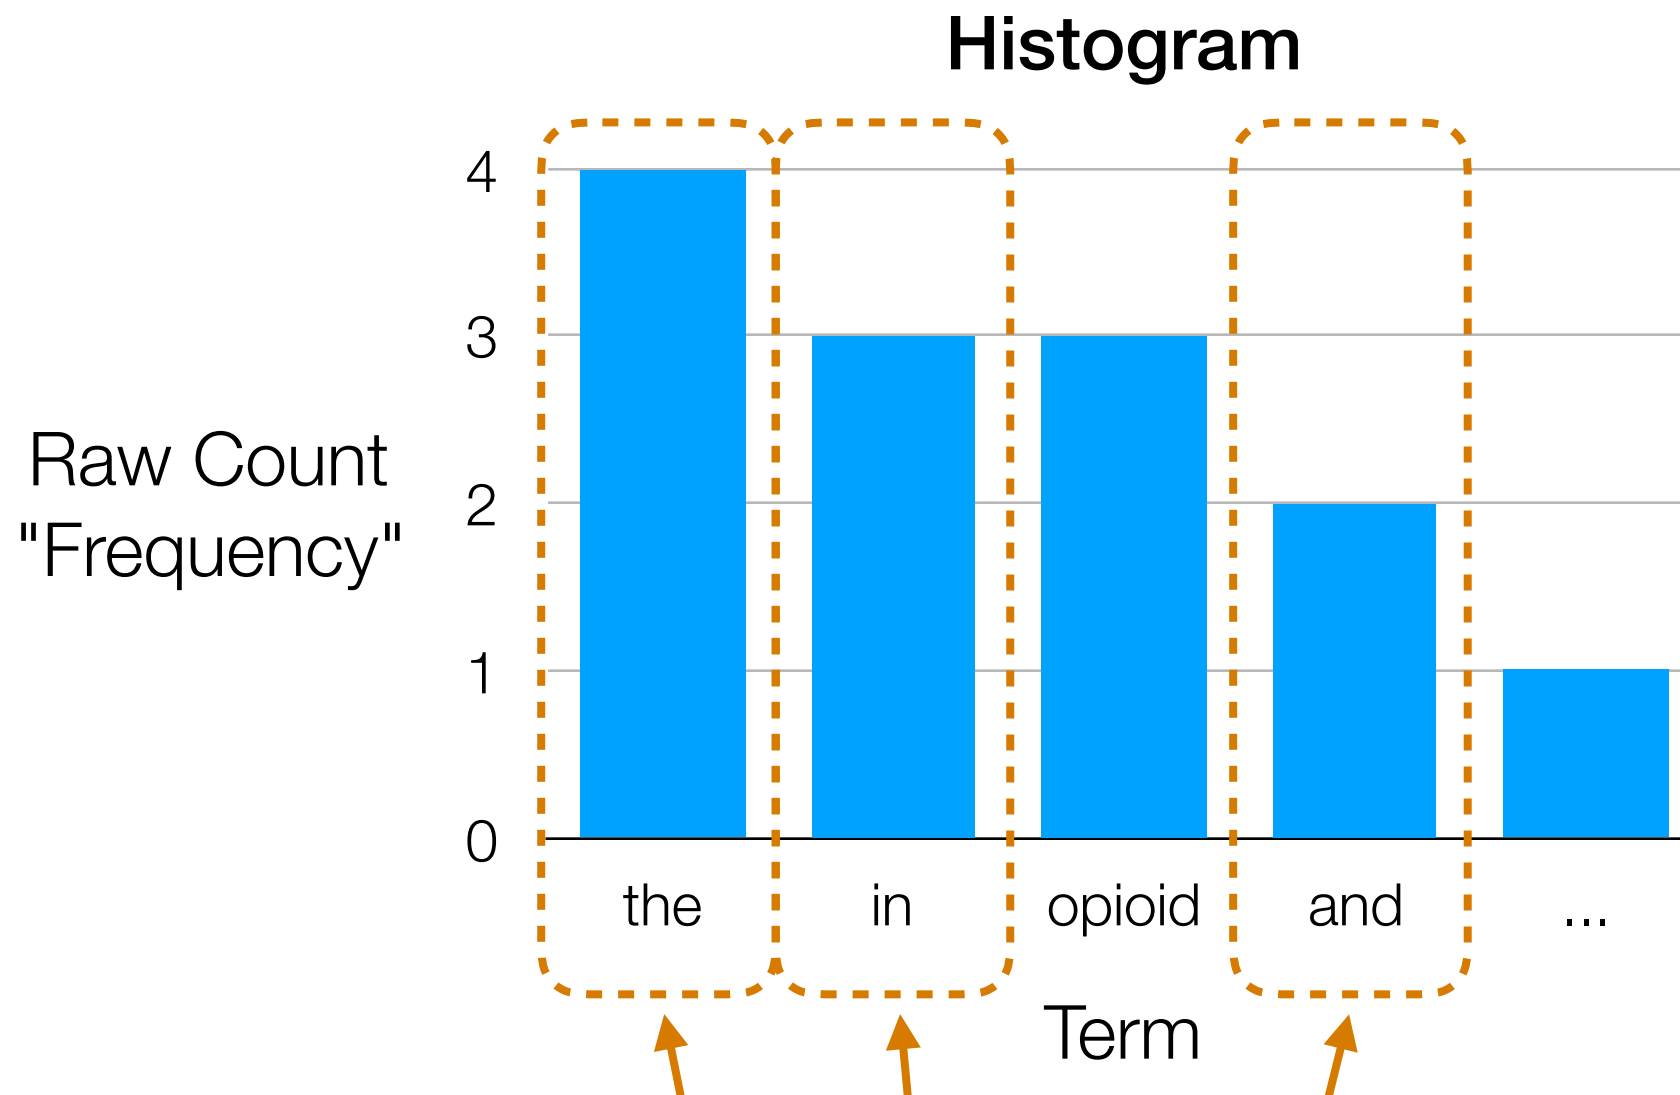 Histogram
4
3
Raw Count
"Frequency"
2
1
0
the in opioid and ...
Term